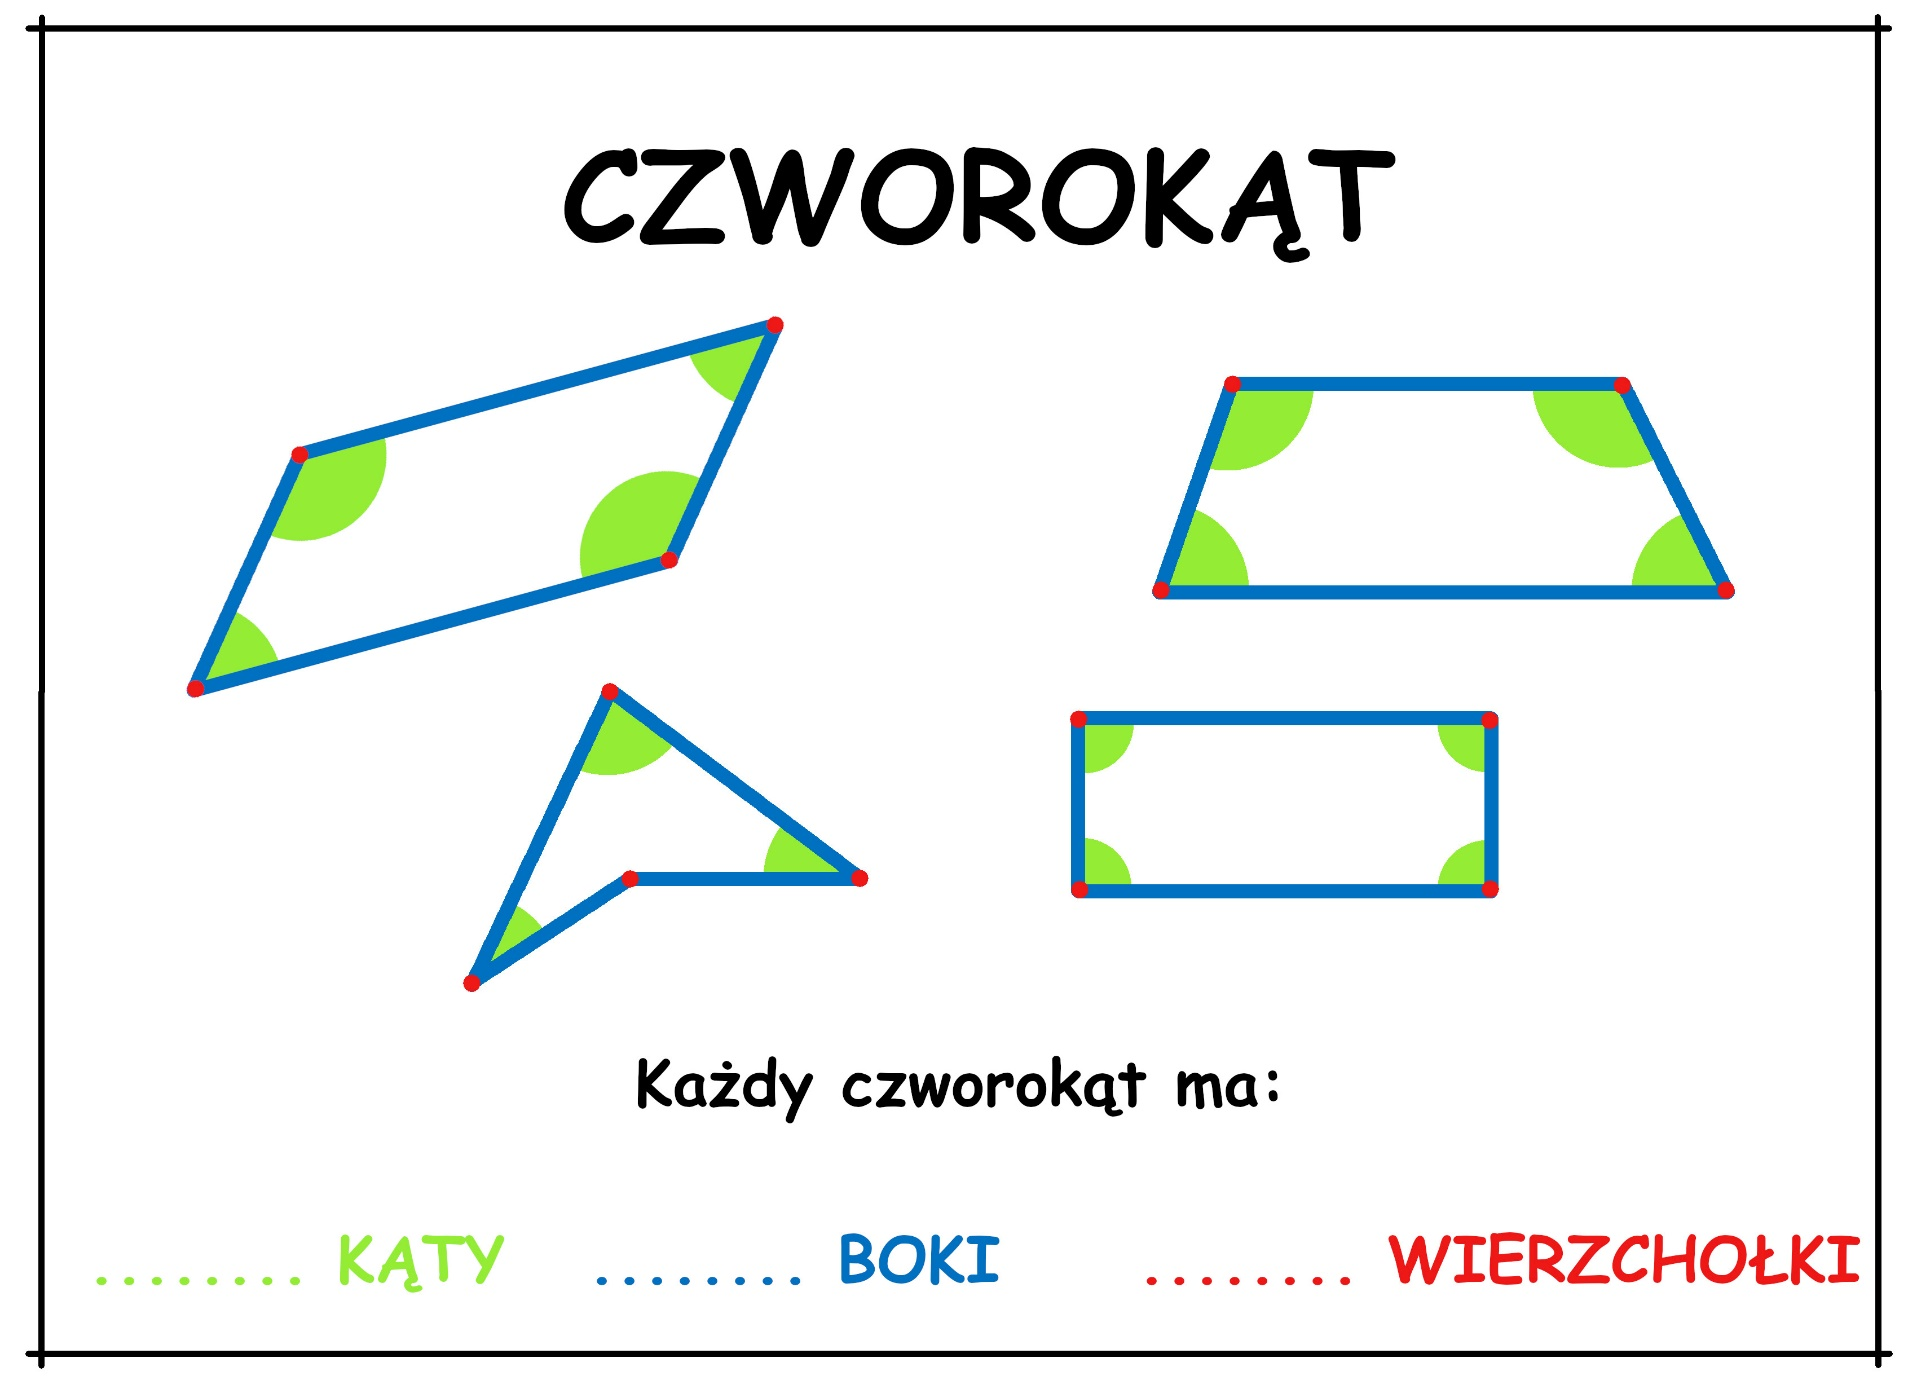 CZWOROKĄT
Każdy czworokąt ma:
........ KĄTY ........ BOKI ........ WIERZCHOŁKI